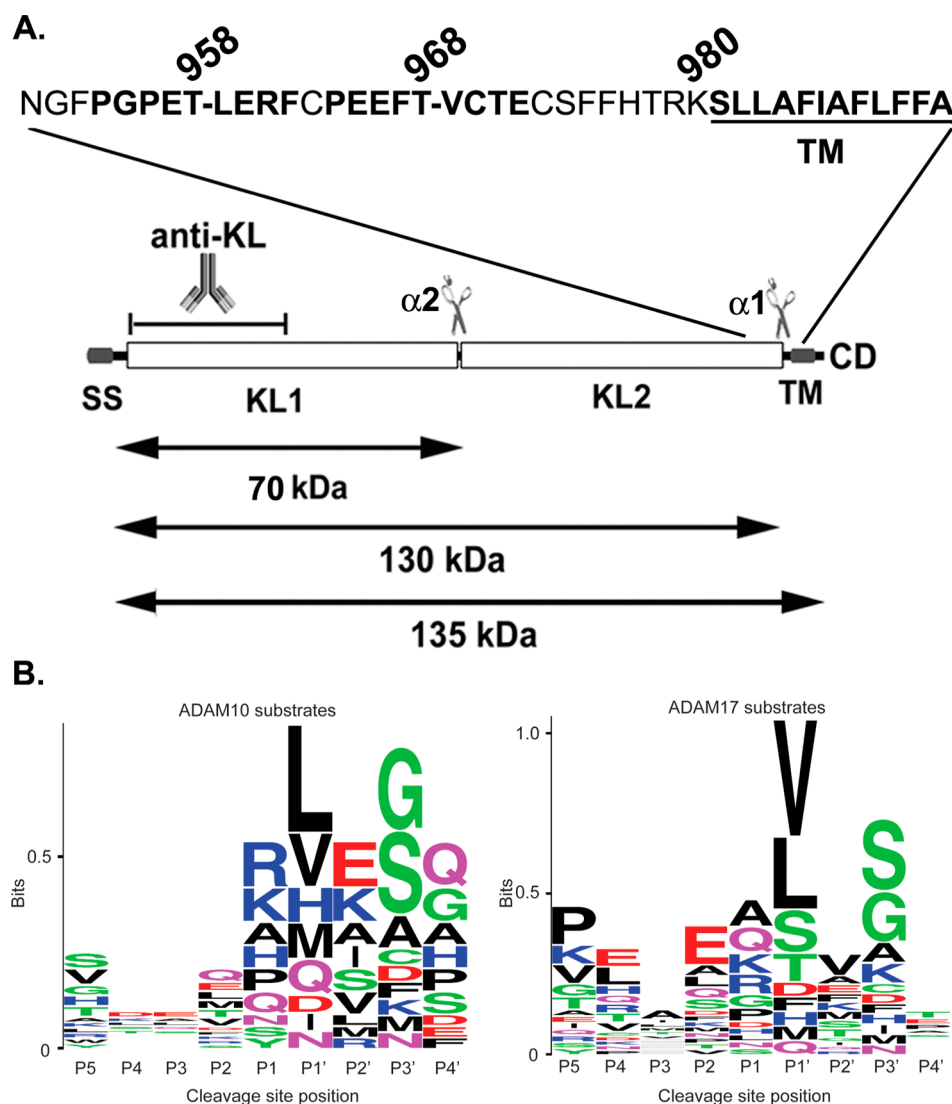 A.
958 968 980
NGFPGPET-LERFCPEEFT-VCTECSFFHTRKSLLAFIAFLFFA
TM
anti-KL
α2 α1
CD
SS KL1 KL2 TM
70 kDa
130 kDa
135 kDa
B.
ADAM10 substrates ADAM17 substrates
1.0
0.5 0.5
Bits Bits
0 0
P5 P4 P3 P2 P1 P1' P2' P3' P4' P5 P4 P3 P2 P1 P1' P2' P3' P4'
Cleavage site position Cleavage site position